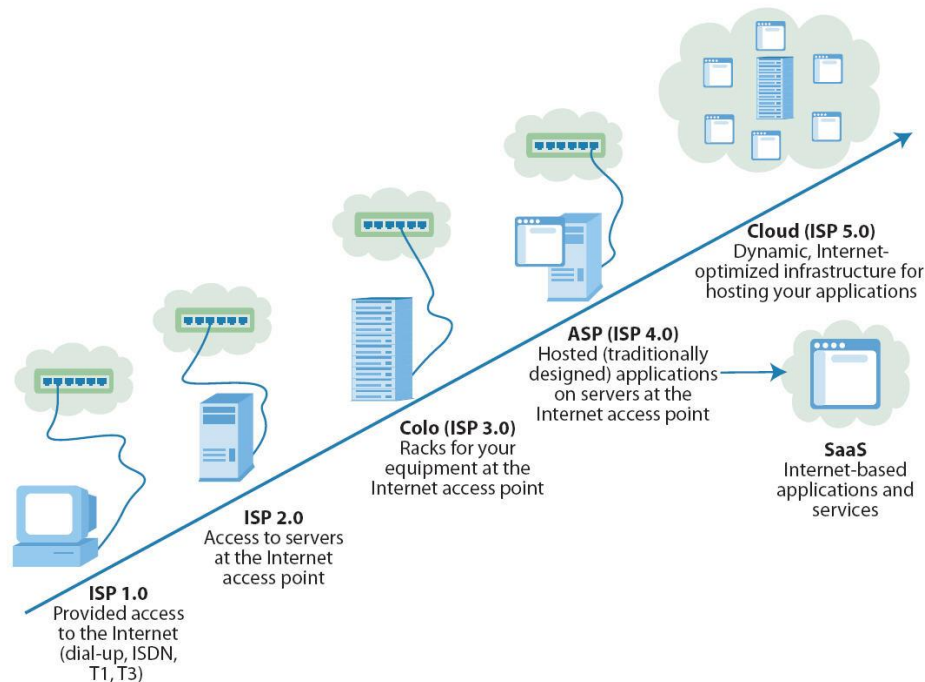 ISP 1.0
Provided access
to the Internet
(dial-up, ISDN,
T1, T3)
ISP 2.0
Access to servers
at the Internet
access point
Colo (ISP 3.0)
Racks for your
equipment at the
Internet access point
ASP (ISP 4.0)
Hosted (traditionally
designed) applications
on servers at the
Internet access point
SaaS
Internet-based
applications and
services
Cloud (ISP 5.0)
Dynamic, Internet-
optimized infrastructure for
hosting your applications